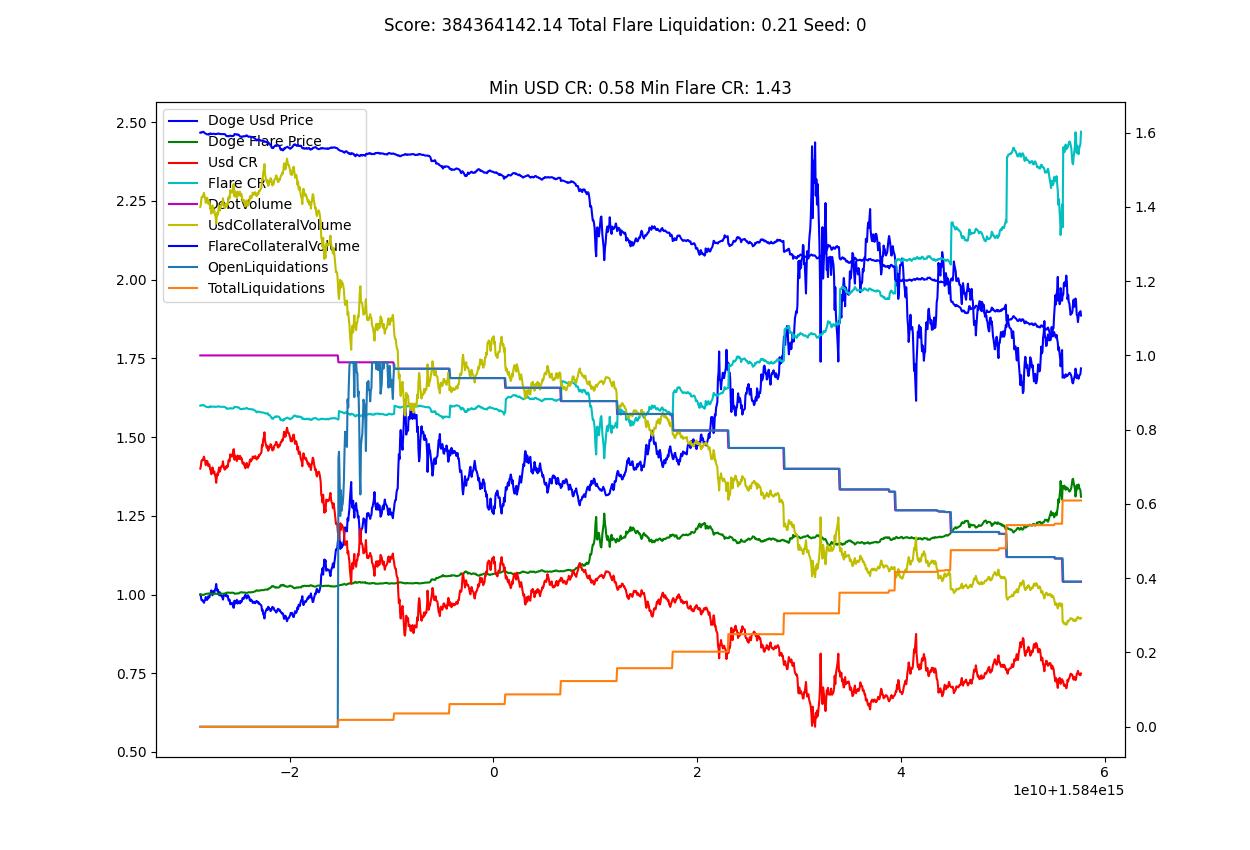 Score: 384364142.14 Total Flare Liquidation: 0.21 Seed: 0
Min USD CR: 0.58 Min Flare CR: 1.43
Doge Usd Price
Doge Flare Price
Usd CR
Flare CR
DebtVolume
UsdCollateralVolume
FlareCollateralVolume
OpenLiquidations
TotalLiquidations
2.50
2.25
2.00
1.75
1.50
1.25
1.00
0.75
0.50
1.6
1.4
1.2
1.0
0.8
0.6
0.4
0.2
0.0
−2 0 2 4 6
1e10+1.584e15